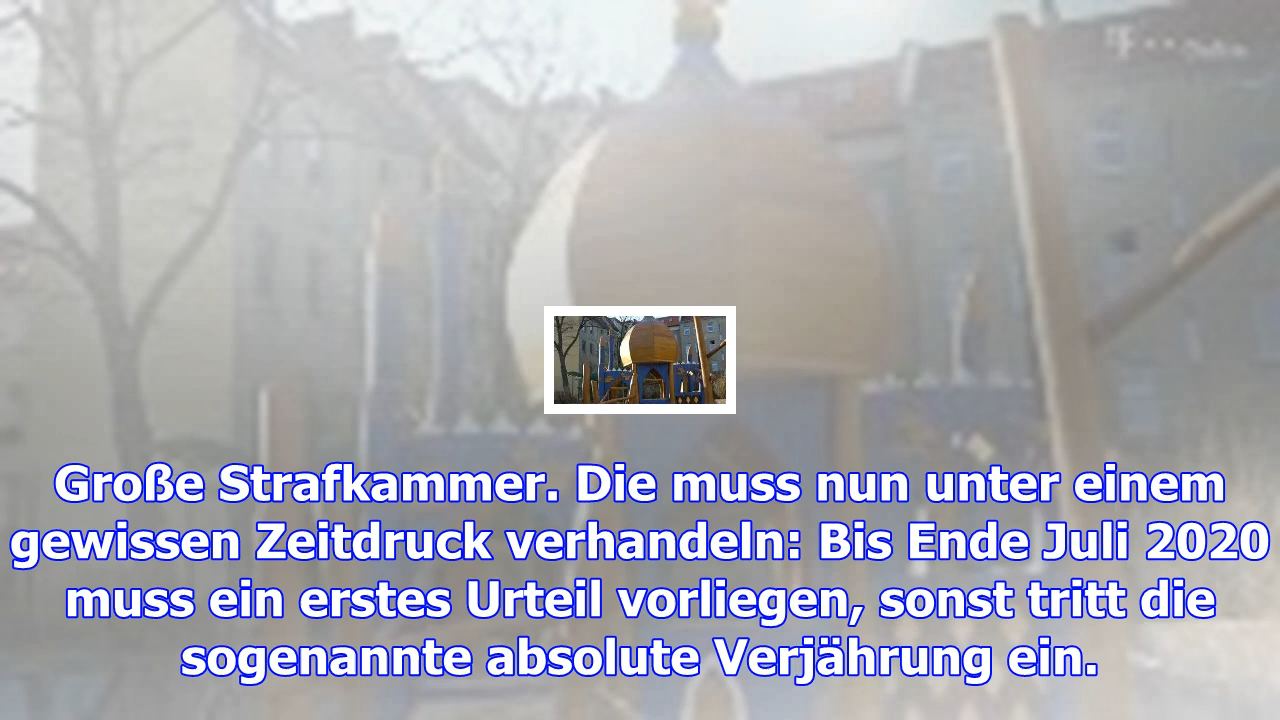 Große Strafkammer. Die muss nun unter einem
gewissen Zeitdruck verhandeln: Bis Ende Juli 2020
muss ein erstes Urteil vorliegen, sonst tritt die
sogenannte absolute Verjährung ein.